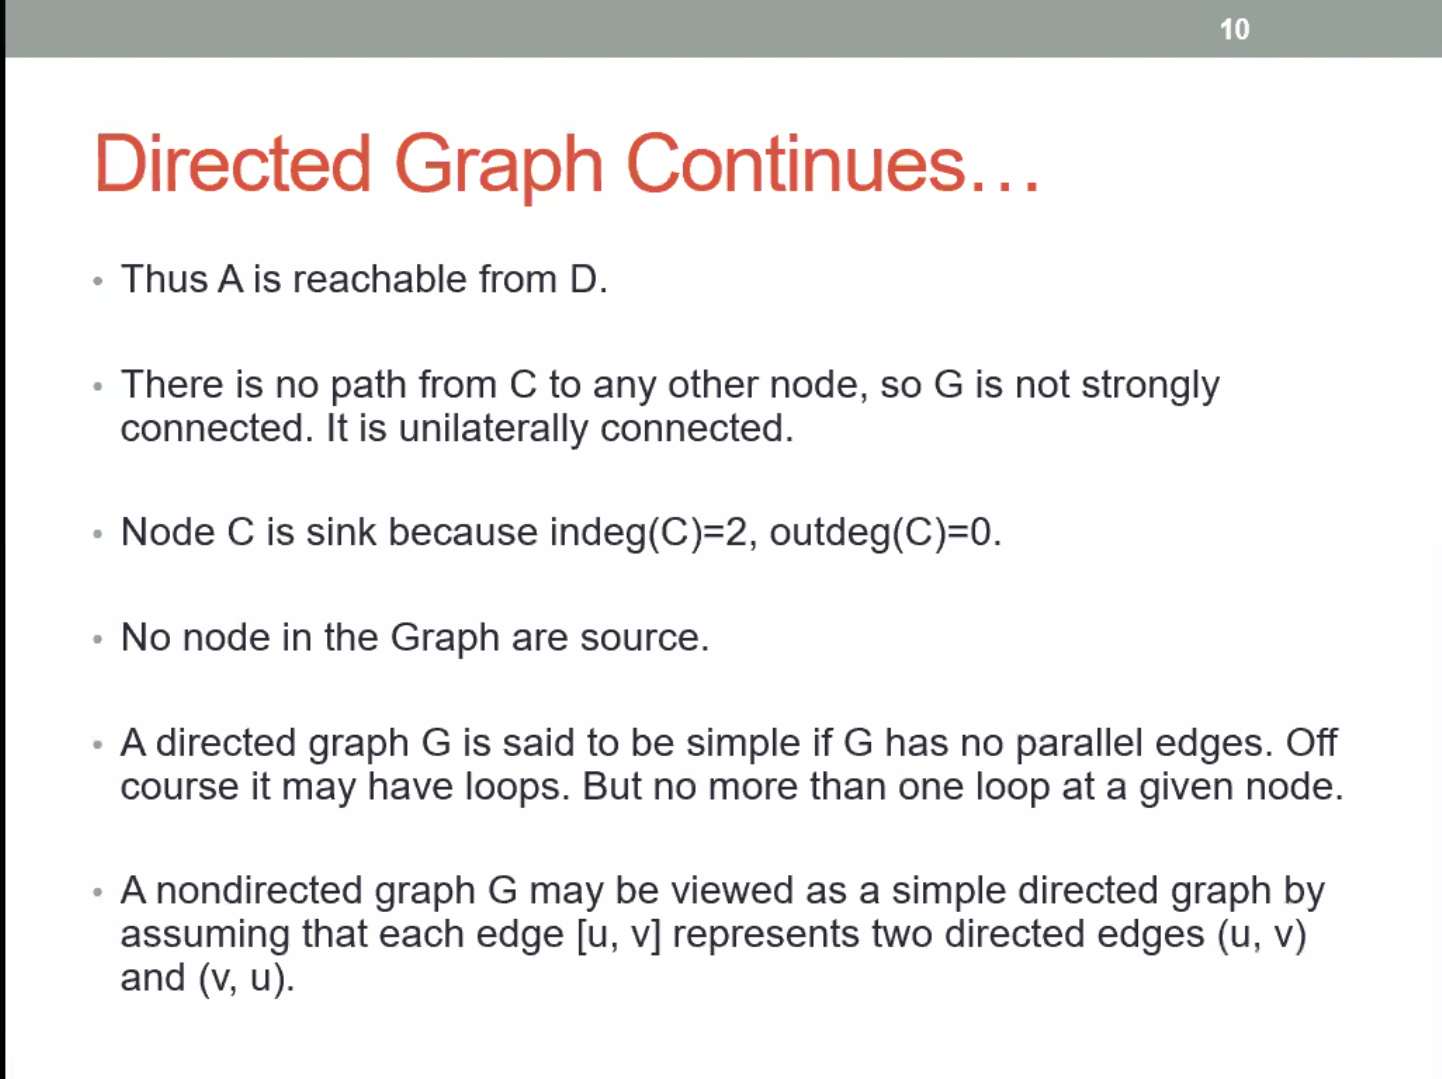 10
Directed Graph Continues…
• Thus A is reachable from D.
• There is no path from C to any other node, so G is not strongly
connected. It is unilaterally connected.
• Node C is sink because indeg(C)=2, outdeg(C)=0.
• No node in the Graph are source.
• A directed graph G is said to be simple if G has no parallel edges. Off
course it may have loops. But no more than one loop at a given node.
• A nondirected graph G may be viewed as a simple directed graph by
assuming that each edge [u, v] represents two directed edges (u, v)
and (v, u).